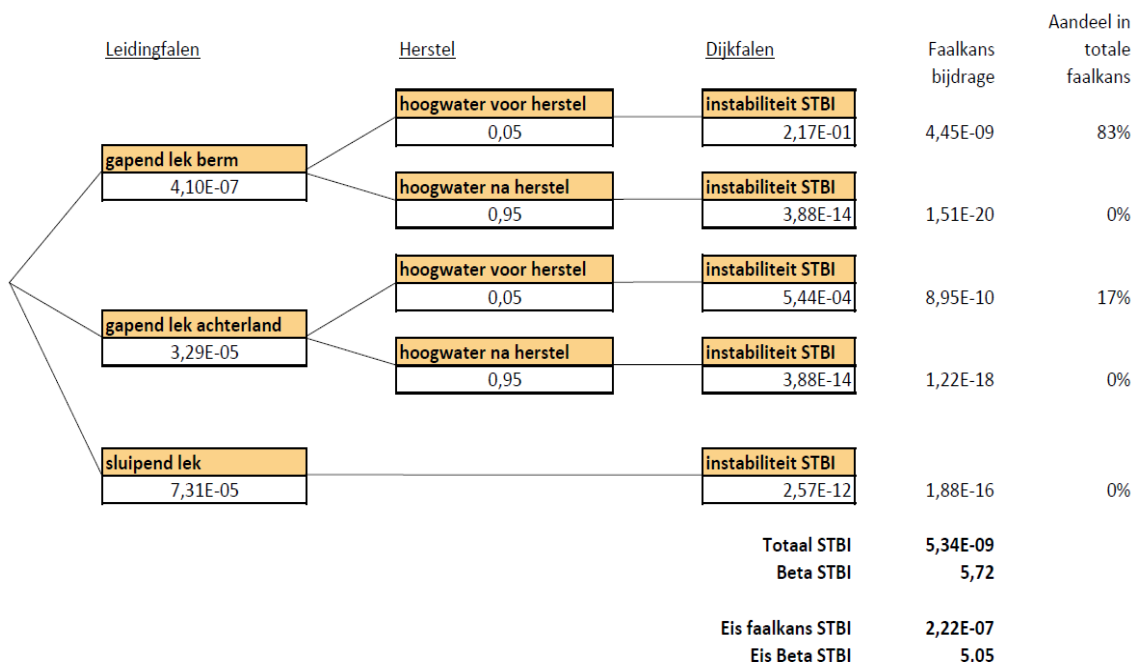 Leidingfalen Herstel Dijkfalen Faalkans bijdrage Aandeel in totale faalkans
hoogwater voor herstel instabiliteit STBI
0,05 2,17E-01 4,45E-09 83%
gapend lek berm
4,10E-07
hoogwater na herstel instabiliteit STBI
0,95 3,88E-14 1,51E-20 0%
hoogwater voor herstel instabiliteit STBI
0,05 5,44E-04 8,95E-10 17%
gapend lek achterland
3,29E-05
hoogwater na herstel instabiliteit STBI
0,95 3,88E-14 1,22E-18 0%
sluipend lek instabiliteit STBI
7,31E-05 2,57E-12 1,88E-16 0%
Totaal STBI 5,34E-09
Beta STBI 5,72
Eis faalkans STBI 2,22E-07
Eis Beta STBI 5.05